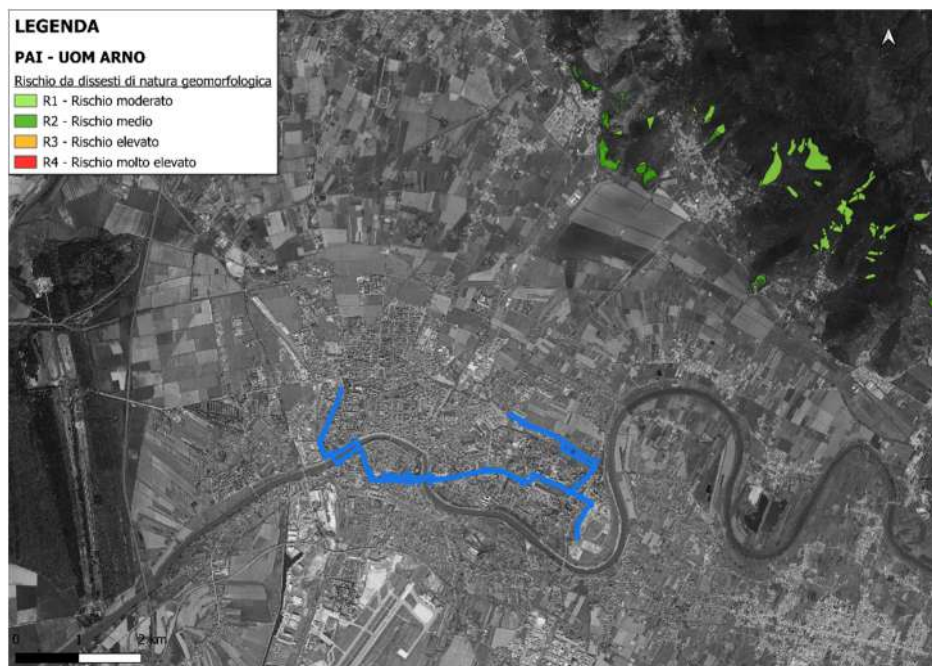 LEGENDA
PAI - UOM ARNO
Rischio da dissesti di natura geomorfologica
R1 - Rischio moderato
R2 - Rischio medio
R3 - Rischio elevato
R4 - Rischio molto elevato
0 1 2 km